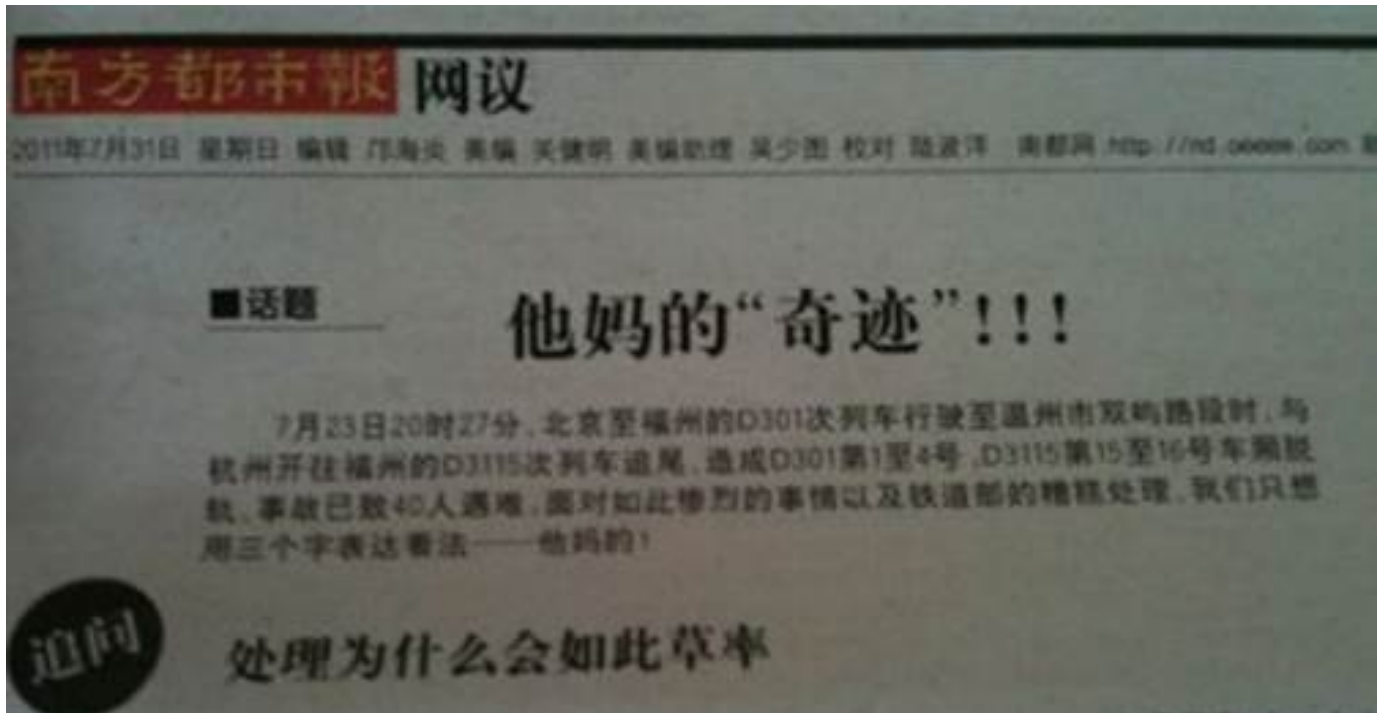 南方都市报 网议
2011年7月31日 星期日 编辑 邝海炎 美编 关健明 美编助理 吴少图 校对 陆波洋 南都网 http://nd.oeeee.com
■话题
他妈的“奇迹”!!!
7月23日20时27分,北京至福州的D301次列车行驶至温州市双屿路段时,与
杭州开往福州的D3115次列车追尾,造成D301第1至4号,D3115第15至16号车厢脱
轨,事故已致40人遇难,面对如此惨烈的事情以及铁道部的糟糕处理,我们只想
用三个字表达看法——他妈的!
追问
处理为什么会如此草率